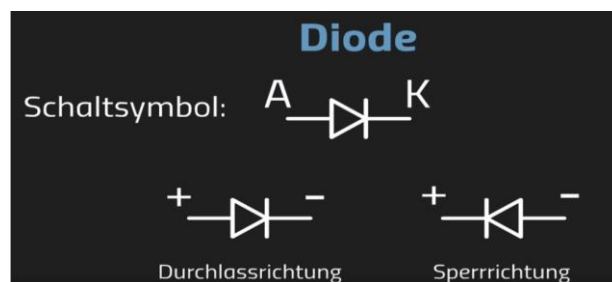 Diode
Schaltsymbol: A K
+ - + -
Durchlassrichtung Sperrrichtung